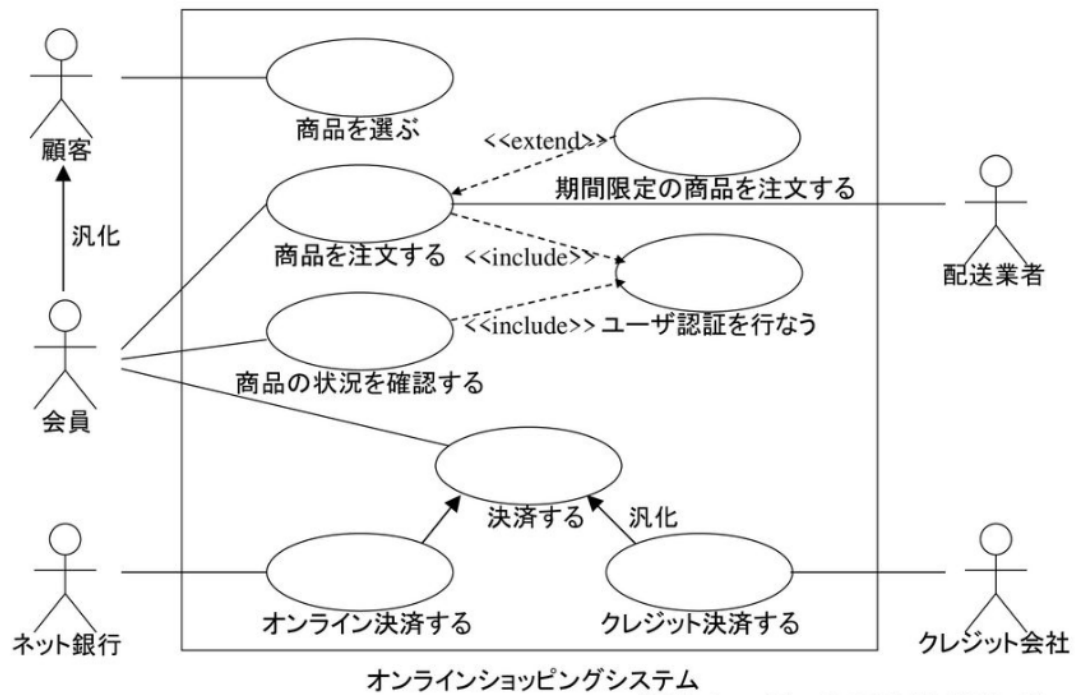 商品を選ぶ
顧客
<<extend>>
期間限定の商品を注文する
汎化
商品を注文する
<<include>>
配送業者
<<include>>
ユーザ認証を行なう
商品の状況を確認する
会員
決済する
汎化
オンライン決済する
クレジット決済する
ネット銀行
クレジット会社
オンラインショッピングシステム